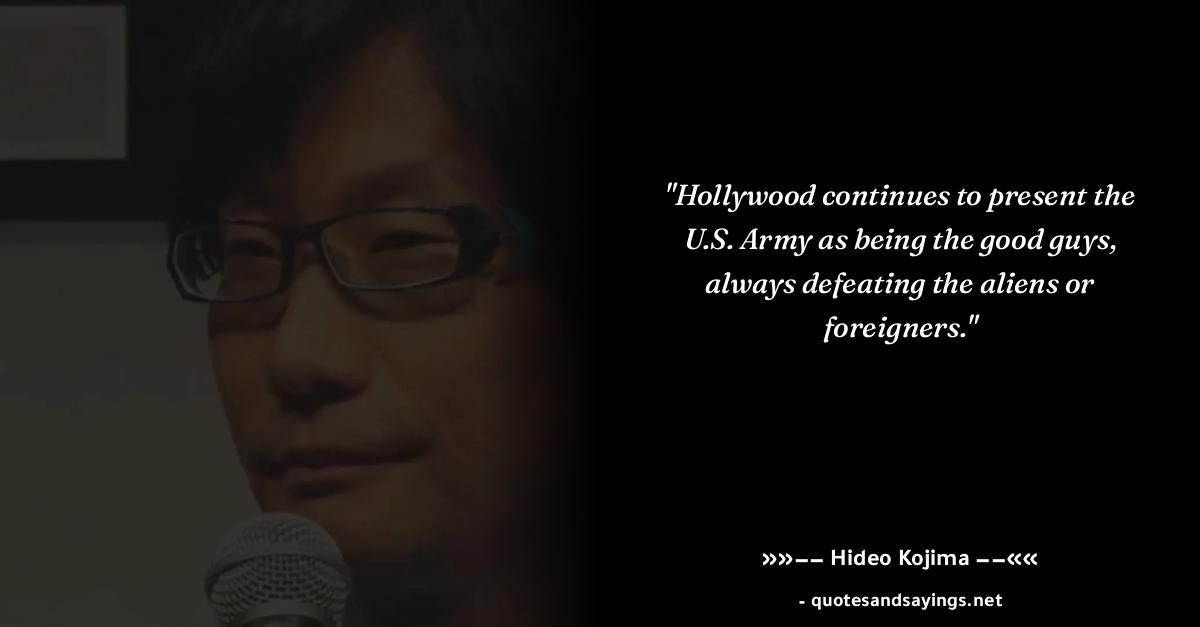 "Hollywood continues to present the
U.S. Army as being the good guys,
always defeating the aliens or
foreigners."
»»–– Hideo Kojima ––««
- quotesandsayings.net